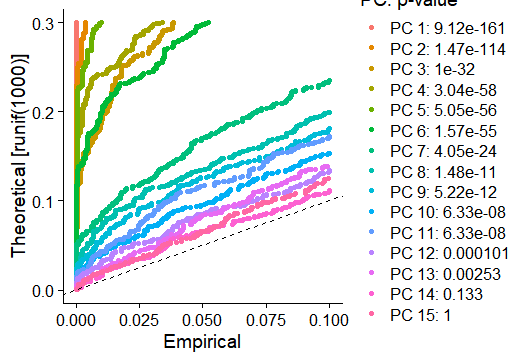 PC: p-value
0.3
0.2
0.1
0.0
Theoretical [runif(1000)]
0.000
0.025
0.050
0.075
0.100
Empirical
PC 1: 9.12e-161
PC 2: 1.47e-114
PC 3: 1e-32
PC 4: 3.04e-58
PC 5: 5.05e-56
PC 6: 1.57e-55
PC 7: 4.05e-24
PC 8: 1.48e-11
PC 9: 5.22e-12
PC 10: 6.33e-08
PC 11: 6.33e-08
PC 12: 0.000101
PC 13: 0.00253
PC 14: 0.133
PC 15: 1